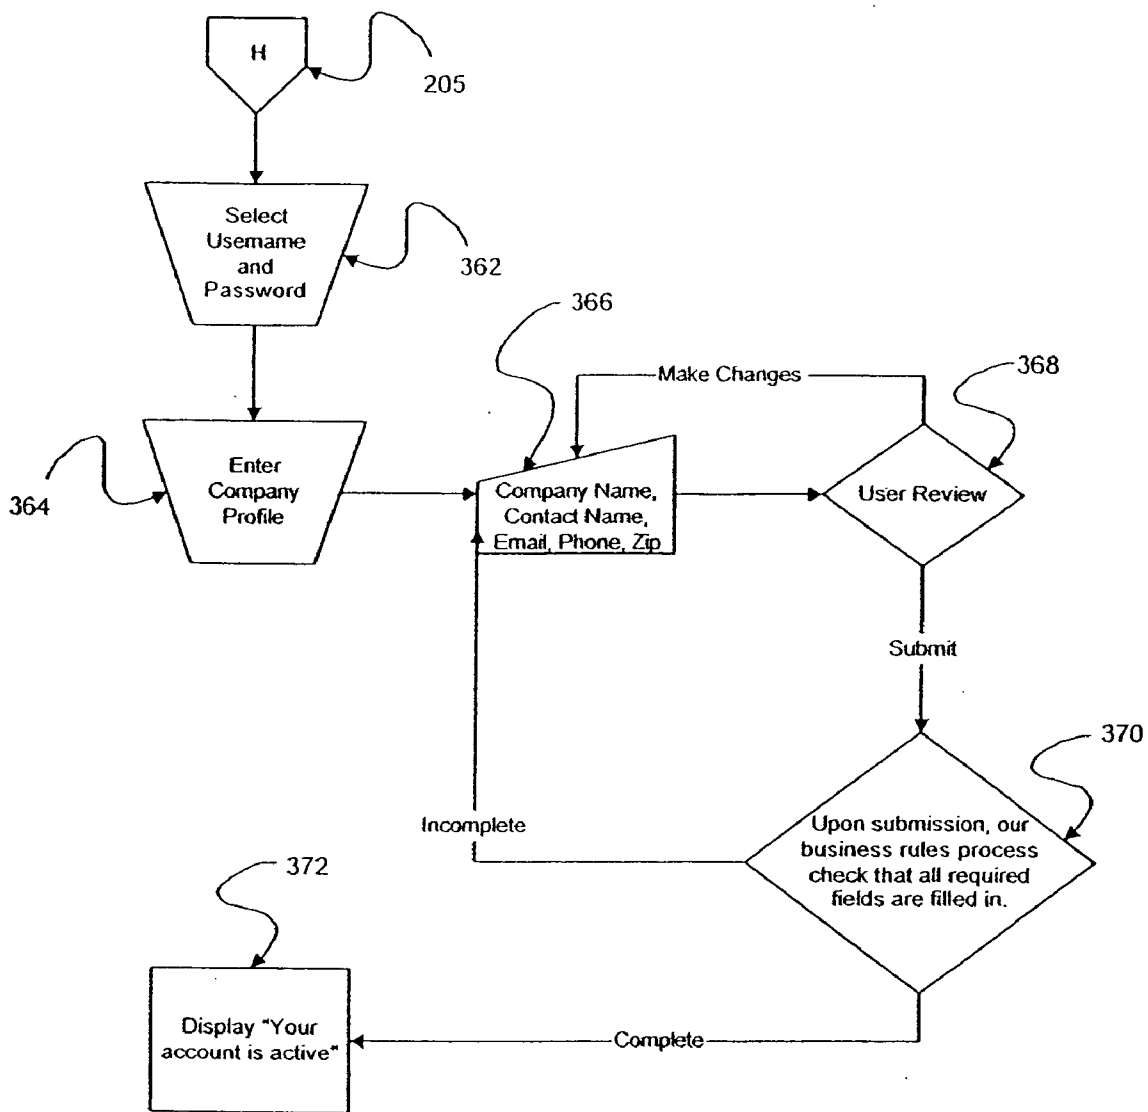 H
205
Select
Username
and
Password
362
366
Make Changes
368
Enter
Company
Profile
364
Company Name,
Contact Name,
Email, Phone, Zip
User Review
Submit
370
Upon submission, our
business rules process
check that all required
fields are filled in.
Incomplete
372
Display "Your
account is active"
Complete